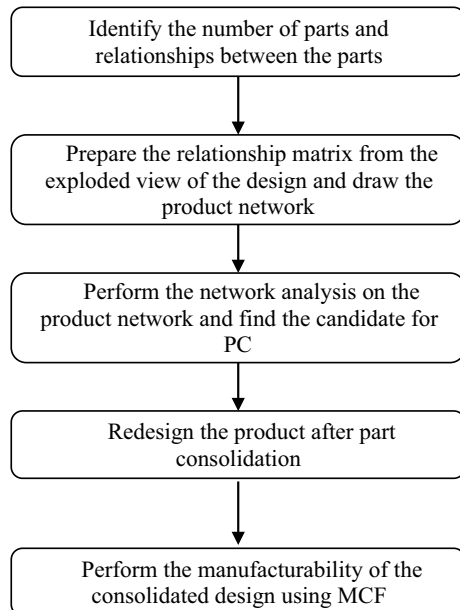 Identify the number of parts and
relationships between the parts
Prepare the relationship matrix from the
exploded view of the design and draw the
product network
Perform the network analysis on the
product network and find the candidate for
PC
Redesign the product after part
consolidation
Perform the manufacturability of the
consolidated design using MCF